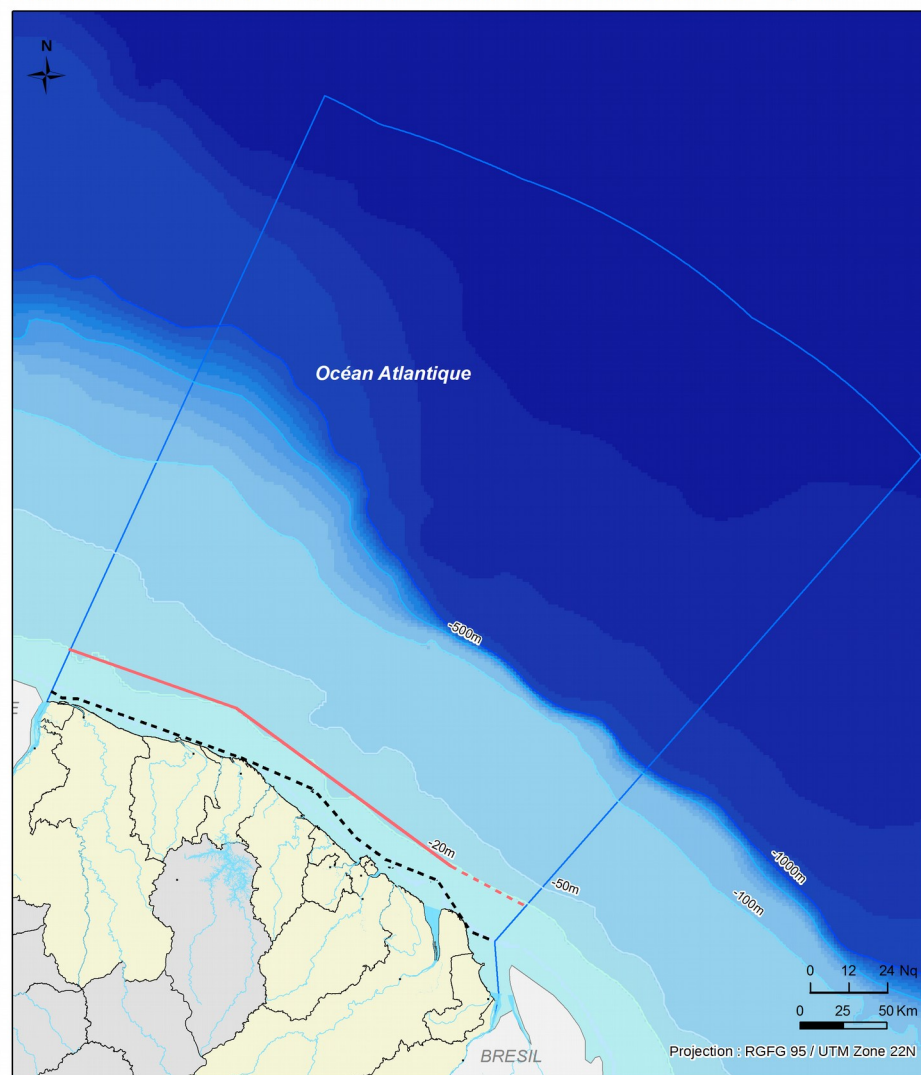 N
Océan Atlantique
-500m
E
-20m
-50m
-1000m
-100m
0 12 24 Nq
0 25 50 Km
BRESIL
Projection : RGFG 95 / UTM Zone 22N